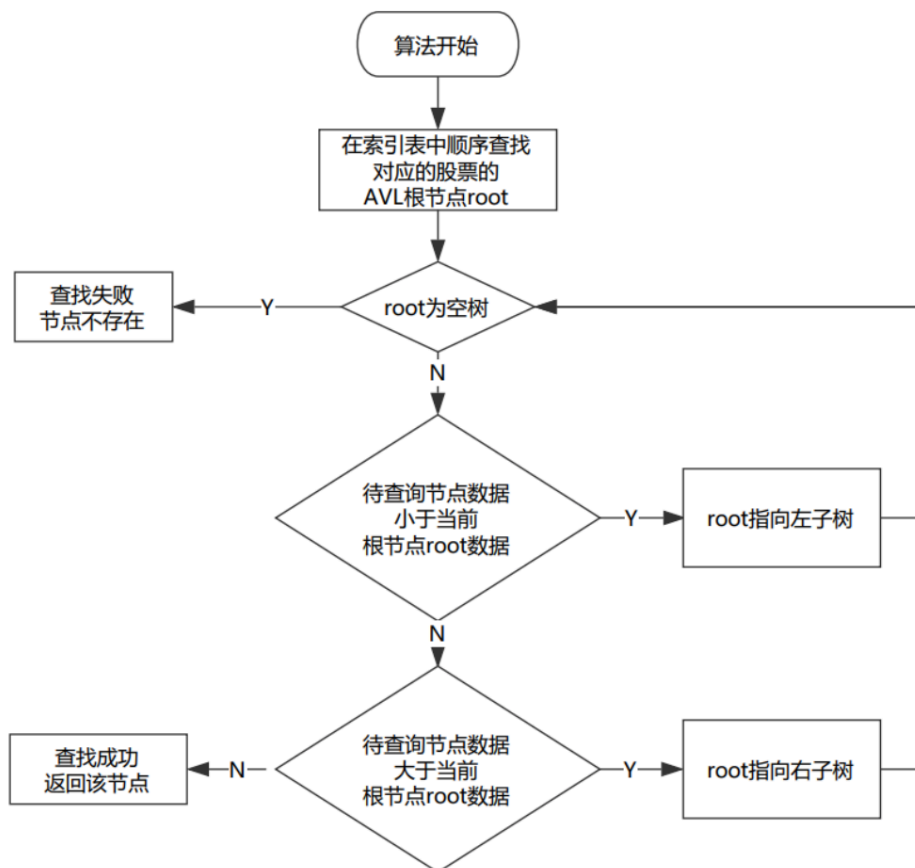 算法开始
在索引表中顺序查找
对应的股票的
AVL根节点root
查找失败
节点不存在
Y
root为空树
N
待查询节点数据
小于当前
根节点root数据
Y
root指向左子树
N
查找成功
返回该节点
N
待查询节点数据
大于当前
根节点root数据
Y
root指向右子树